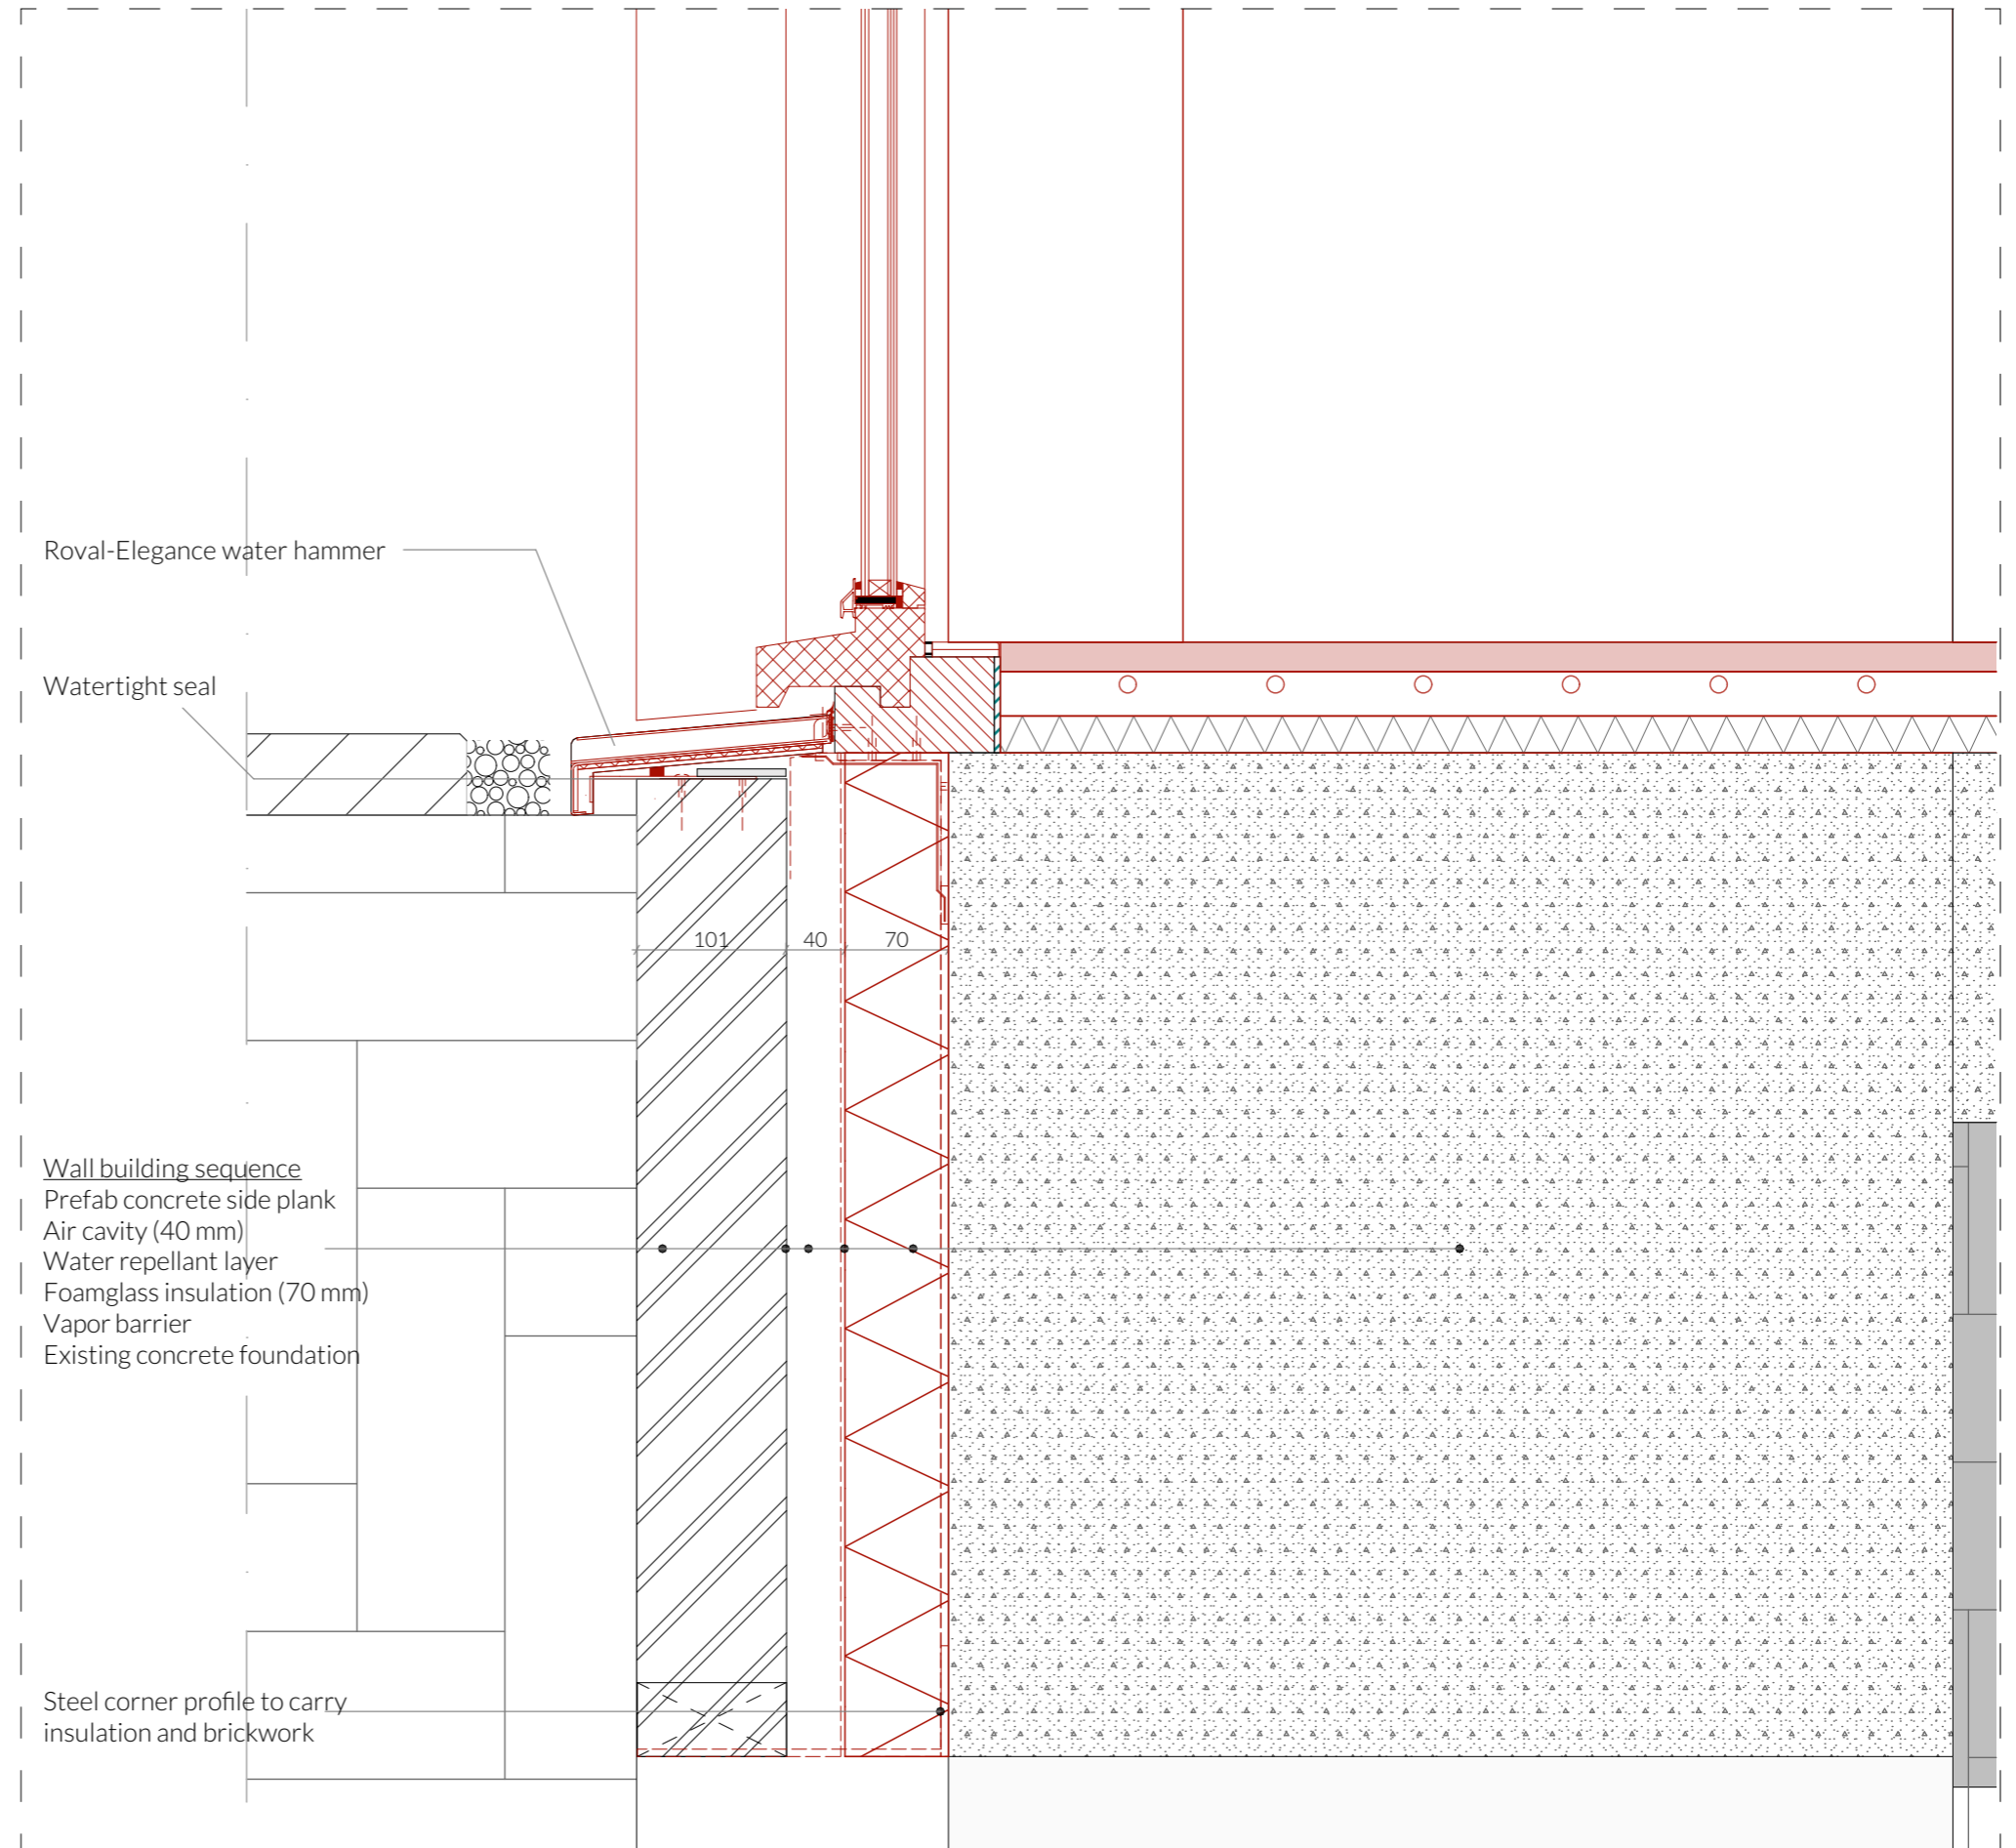 Roval-Elegance water hammer
Watertight seal
101 40 70
Wall building sequence
Prefab concrete side plank
Air cavity (40 mm)
Water repellant layer
Foamglass insulation (70 mm)
Vapor barrier
Existing concrete foundation
Steel corner profile to carry
insulation and brickwork